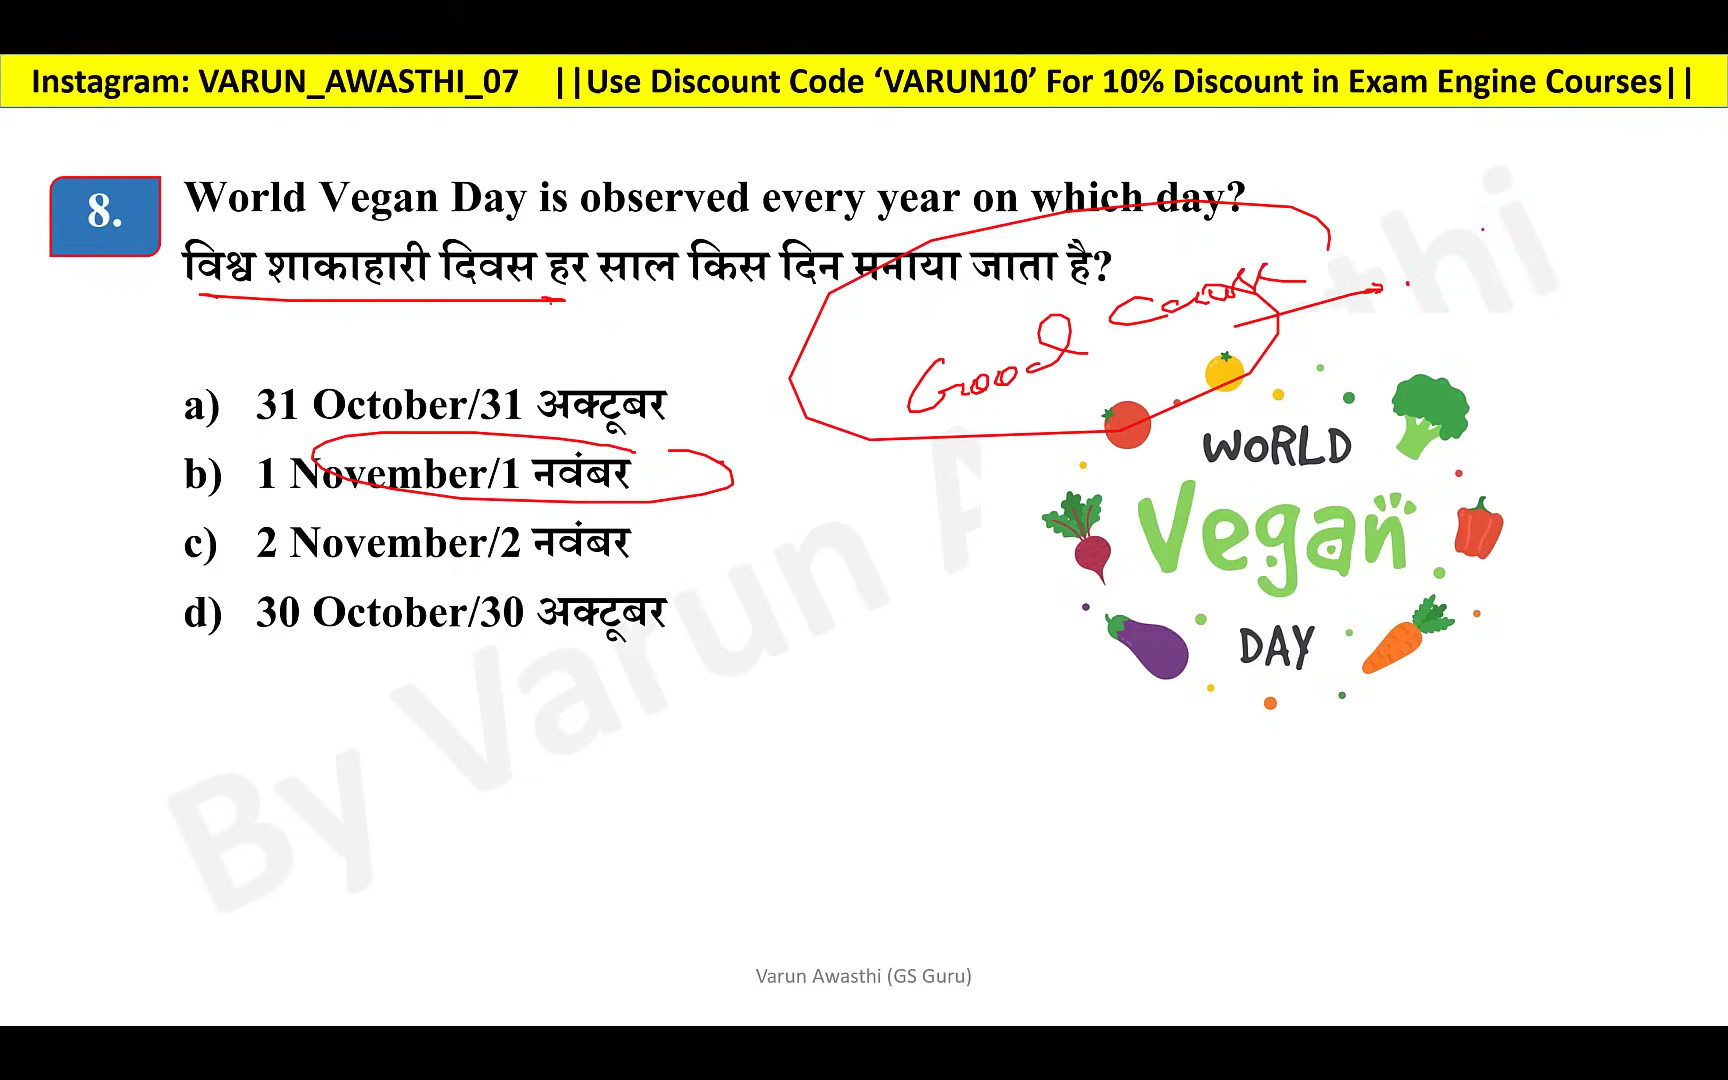 Instagram: VARUN_AWASTHI_07 ||Use Discount Code ‘VARUN10’ For 10% Discount in Exam Engine Courses||
8. World Vegan Day is observed every year on which day?
विश्व शाकाहारी दिवस हर साल किस दिन मनाया जाता है?
Good
a) 31 October/31 अक्टूबर
b) 1 November/1 नवंबर
c) 2 November/2 नवंबर
d) 30 October/30 अक्टूबर
WORLD
Vegan
DAY
By Varun A thi
Varun Awasthi (GS Guru)